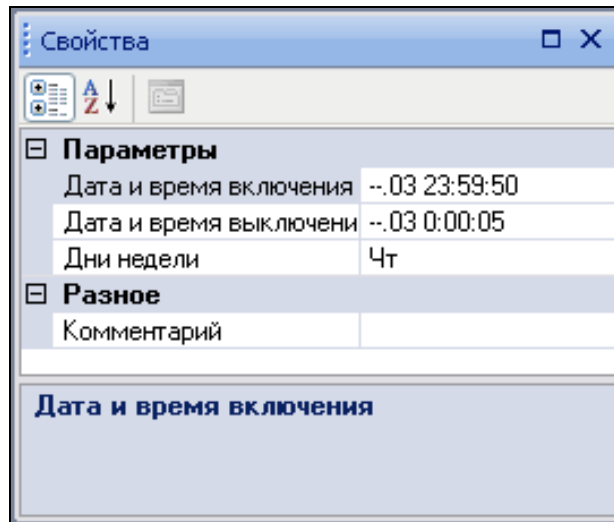 Свойства
Параметры
Дата и время включения --.03 23:59:50
Дата и время выключени --.03 0:00:05
Дни недели Чт
Разное
Комментарий
Дата и время включения